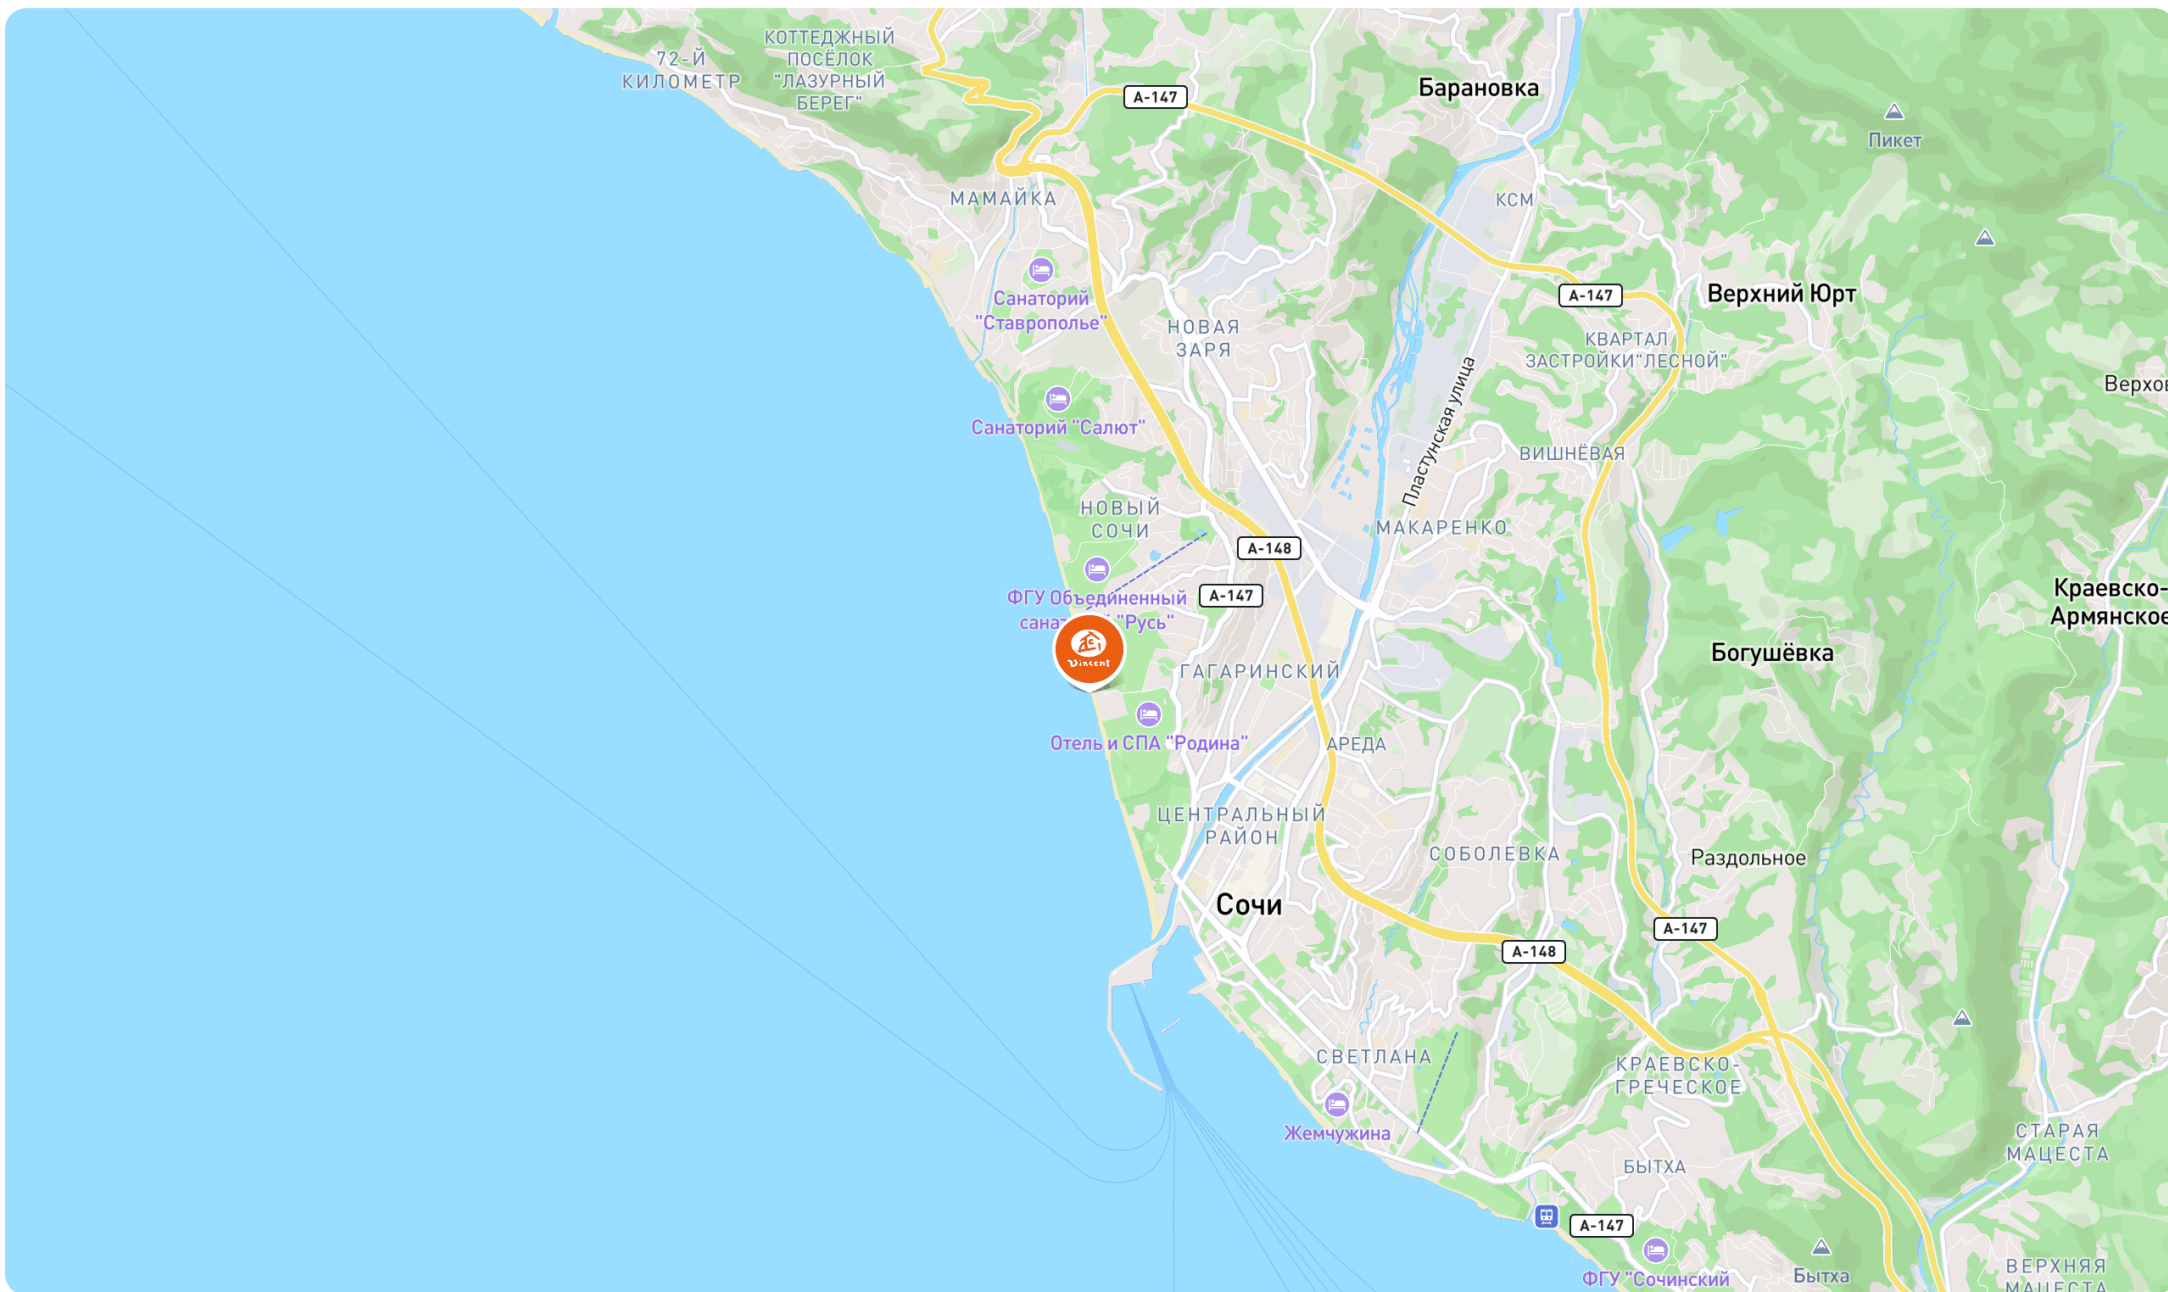 КОТТЕДЖНЫЙ
ПОСЁЛОК
"ЛАЗУРНЫЙ
БЕРЕГ"
72-Й
КИЛОМЕТР
А-147
Барановка
Пикет
МАМАЙКА
КСМ
Санаторий
"Ставрополье"
НОВАЯ
ЗАРЯ
А-147
Верхний Юрт
КВАРТАЛ
ЗАСТРОЙКИ"ЛЕСНОЙ"
Пластунская улица
Санаторий "Салют"
ВИШНЁВАЯ
НОВЫЙ
СОЧИ
МАКАРЕНКО
А-148
А-147
ФГУ Объединенный
"Русь"
Vincent
Краевско-
Армянское
Богушёвка
ГАГАРИНСКИЙ
Отель и СПА "Родина"
АРЕДА
ЦЕНТРАЛЬНЫЙ
РАЙОН
СОБОЛЕВКА
Раздольное
Сочи
А-147
А-148
СВЕТЛАНА
КРАЕВСКО-
ГРЕЧЕСКОЕ
Жемчужина
СТАРАЯ
МАЦЕСТА
БЫТХА
А-147
Бытха
ФГУ "Сочинский
ВЕРХНЯЯ
МАЦЕСТА